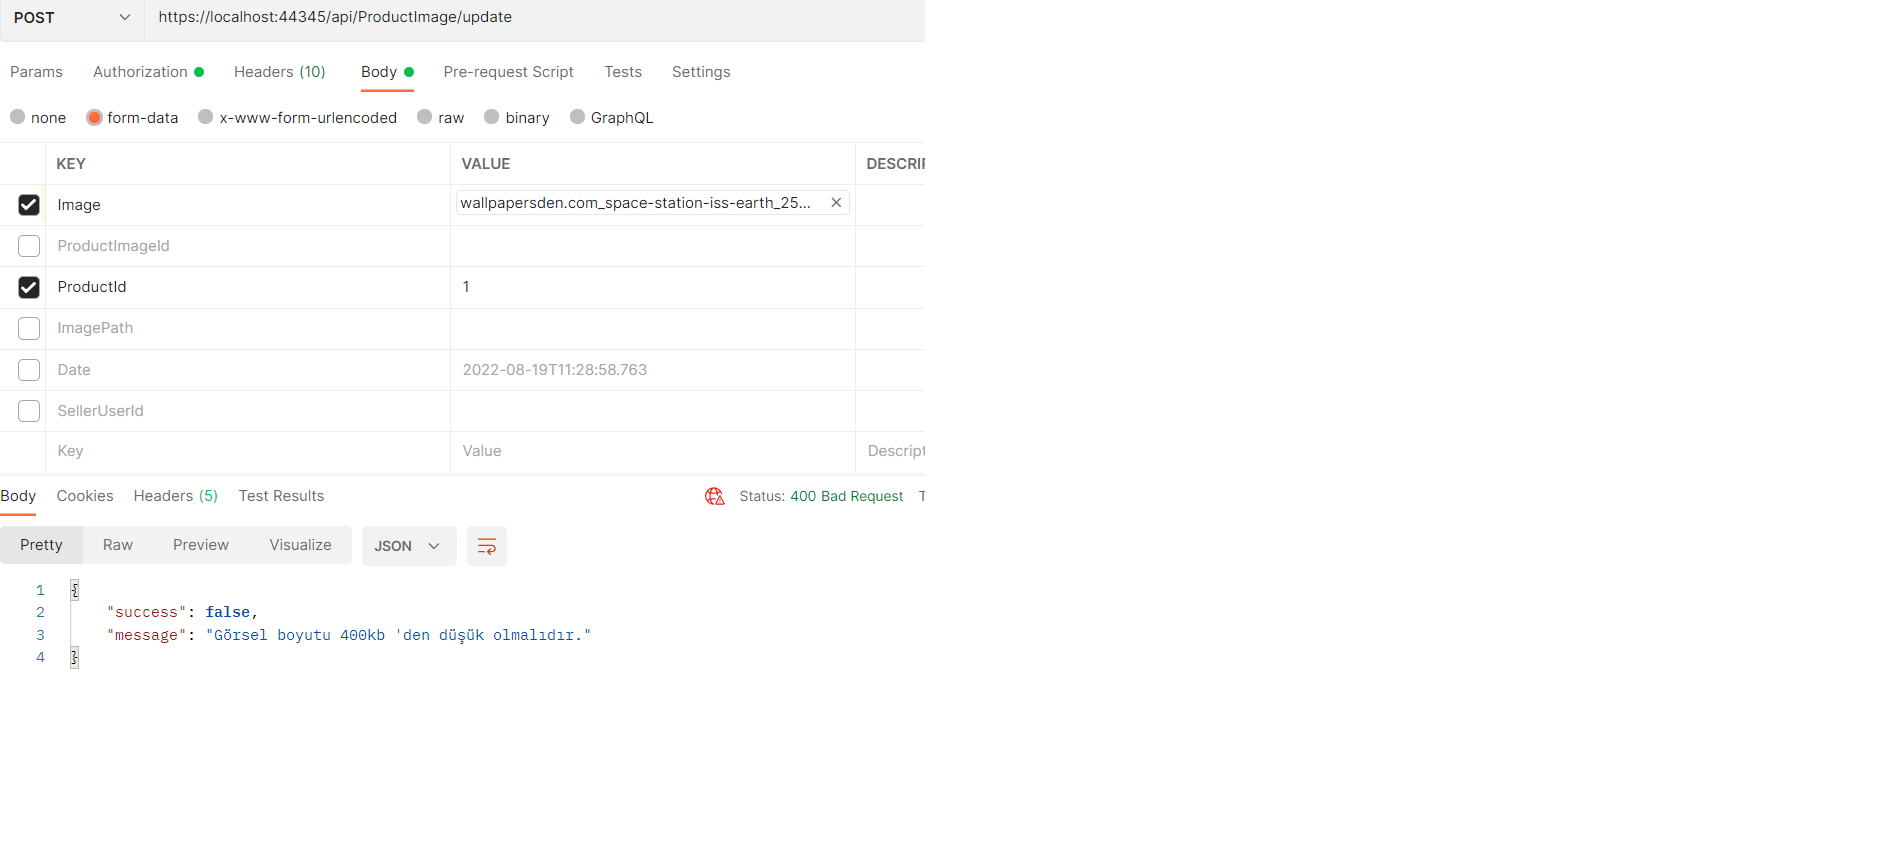 POST https://localhost:44345/api/ProductImage/update
Params Authorization Headers (10) Body Pre-request Script Tests Settings
none form-data x-www-form-urlencoded raw binary GraphQL
KEY VALUE DESCRIP
Image wallpapersden.com_space-station-iss-earth_25...
ProductImageId
ProductId 1
ImagePath
Date 2022-08-19T11:28:58.763
SellerUserId
Key Value Descript
Body Cookies Headers (5) Test Results Status: 400 Bad Request T
Pretty Raw Preview Visualize JSON
1 {
2 "success": false,
3 "message": "Görsel boyutu 400kb 'den düşük olmalıdır."
4 }